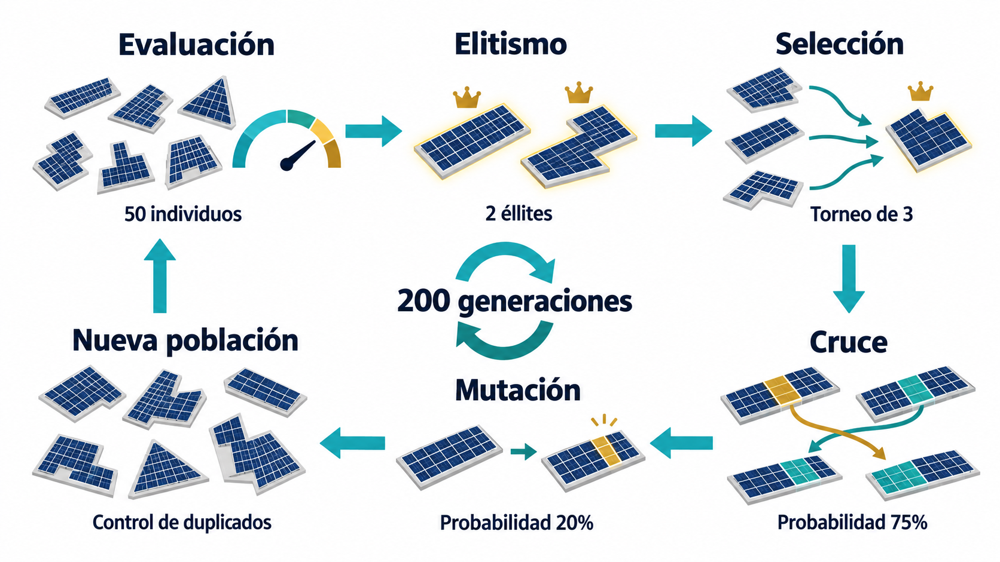 Evaluación
Elitismo
Selección
50 individuos
2 éllites
Torneo de 3
200 generaciones
Nueva población
Mutación
Cruce
Control de duplicados
Probabilidad 20%
Probabilidad 75%